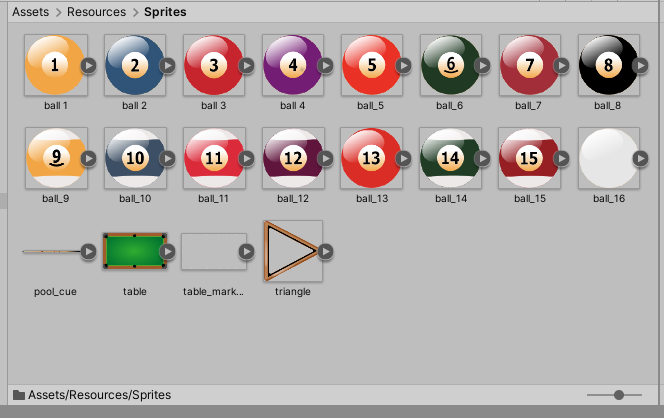 Assets > Resources > Sprites
1 2 3 4 5 6 7 8
ball 1 ball 2 ball 3 ball 4 ball_5 ball_6 ball_7 ball_8
9 10 11 12 13 14 15
ball_9 ball_10 ball_11 ball_12 ball_13 ball_14 ball_15 ball_16
pool_cue table table_mark... triangle
Assets/Resources/Sprites